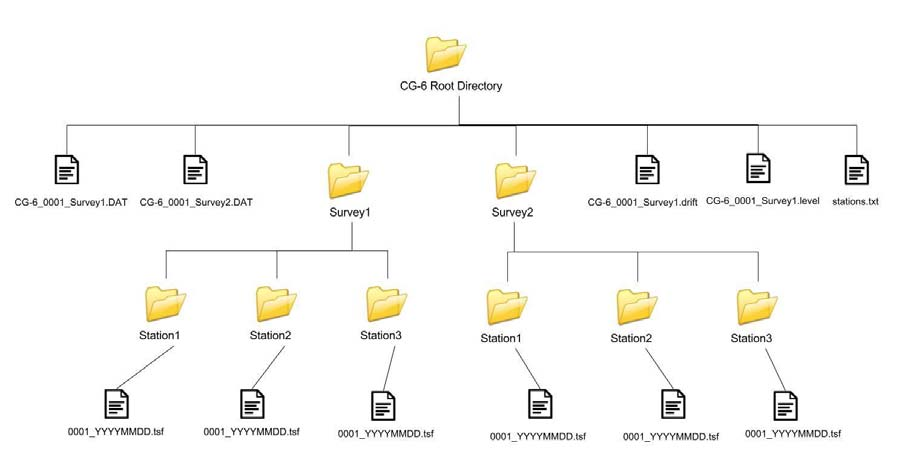 CG-6 Root Directory
CG-6_0001_Survey1.DAT
CG-6_0001_Survey2.DAT
Survey1
Survey2
CG-6_0001_Survey1.drift
CG-6_0001_Survey1.level
stations.txt
Station1
Station2
Station3
Station1
Station2
Station3
0001_YYYYMMDD.tsf
0001_YYYYMMDD.tsf
0001_YYYYMMDD.tsf
0001_YYYYMMDD.tsf
0001_YYYYMMDD.tsf
0001_YYYYMMDD.tsf